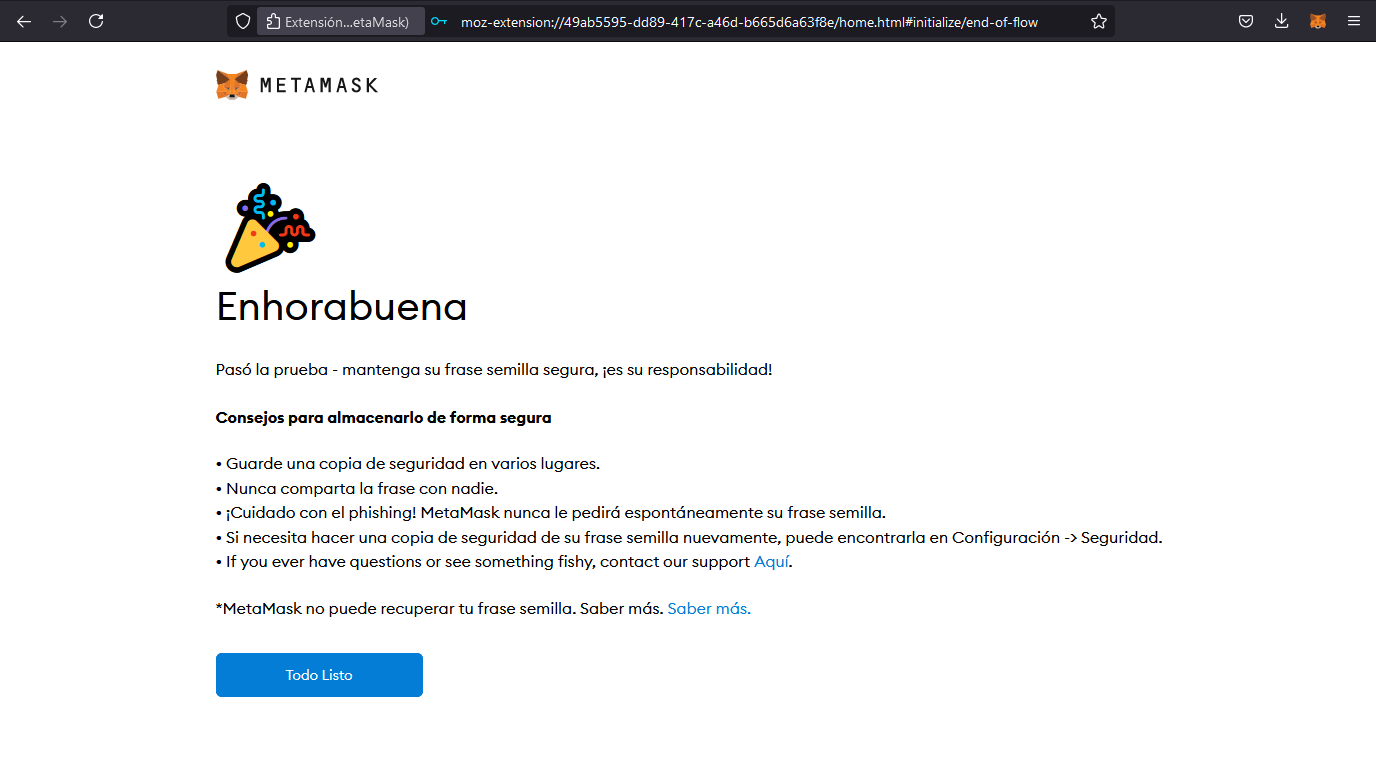 Extensión...etaMask)
moz-extension://49ab5595-dd89-417c-a46d-b665d6a63f8e/home.html#initialize/end-of-flow
METAMASK
Enhorabuena
Pasó la prueba - mantenga su frase semilla segura, ¡es su responsabilidad!
Consejos para almacenarlo de forma segura
• Guarde una copia de seguridad en varios lugares.
• Nunca comparta la frase con nadie.
• ¡Cuidado con el phishing! MetaMask nunca le pedirá espontáneamente su frase semilla.
• Si necesita hacer una copia de seguridad de su frase semilla nuevamente, puede encontrarla en Configuración -> Seguridad.
• If you ever have questions or see something fishy, contact our support Aquí.
*MetaMask no puede recuperar tu frase semilla. Saber más. Saber más.
Todo Listo